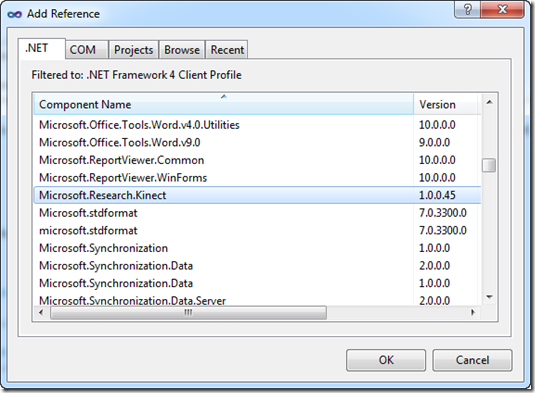 Add Reference
.NET COM Projects Browse Recent
Filtered to: .NET Framework 4 Client Profile
Component Name Version
Microsoft.Office.Tools.Word.v4.0.Utilities 10.0.0.0
Microsoft.Office.Tools.Word.v9.0 9.0.0.0
Microsoft.ReportViewer.Common 10.0.0.0
Microsoft.ReportViewer.WinForms 10.0.0.0
Microsoft.Research.Kinect 1.0.0.45
Microsoft.stdformat 7.0.3300.0
microsoft.stdformat 7.0.3300.0
Microsoft.Synchronization 1.0.0.0
Microsoft.Synchronization.Data 2.0.0.0
Microsoft.Synchronization.Data 1.0.0.0
Microsoft.Synchronization.Data.Server 2.0.0.0
OK Cancel